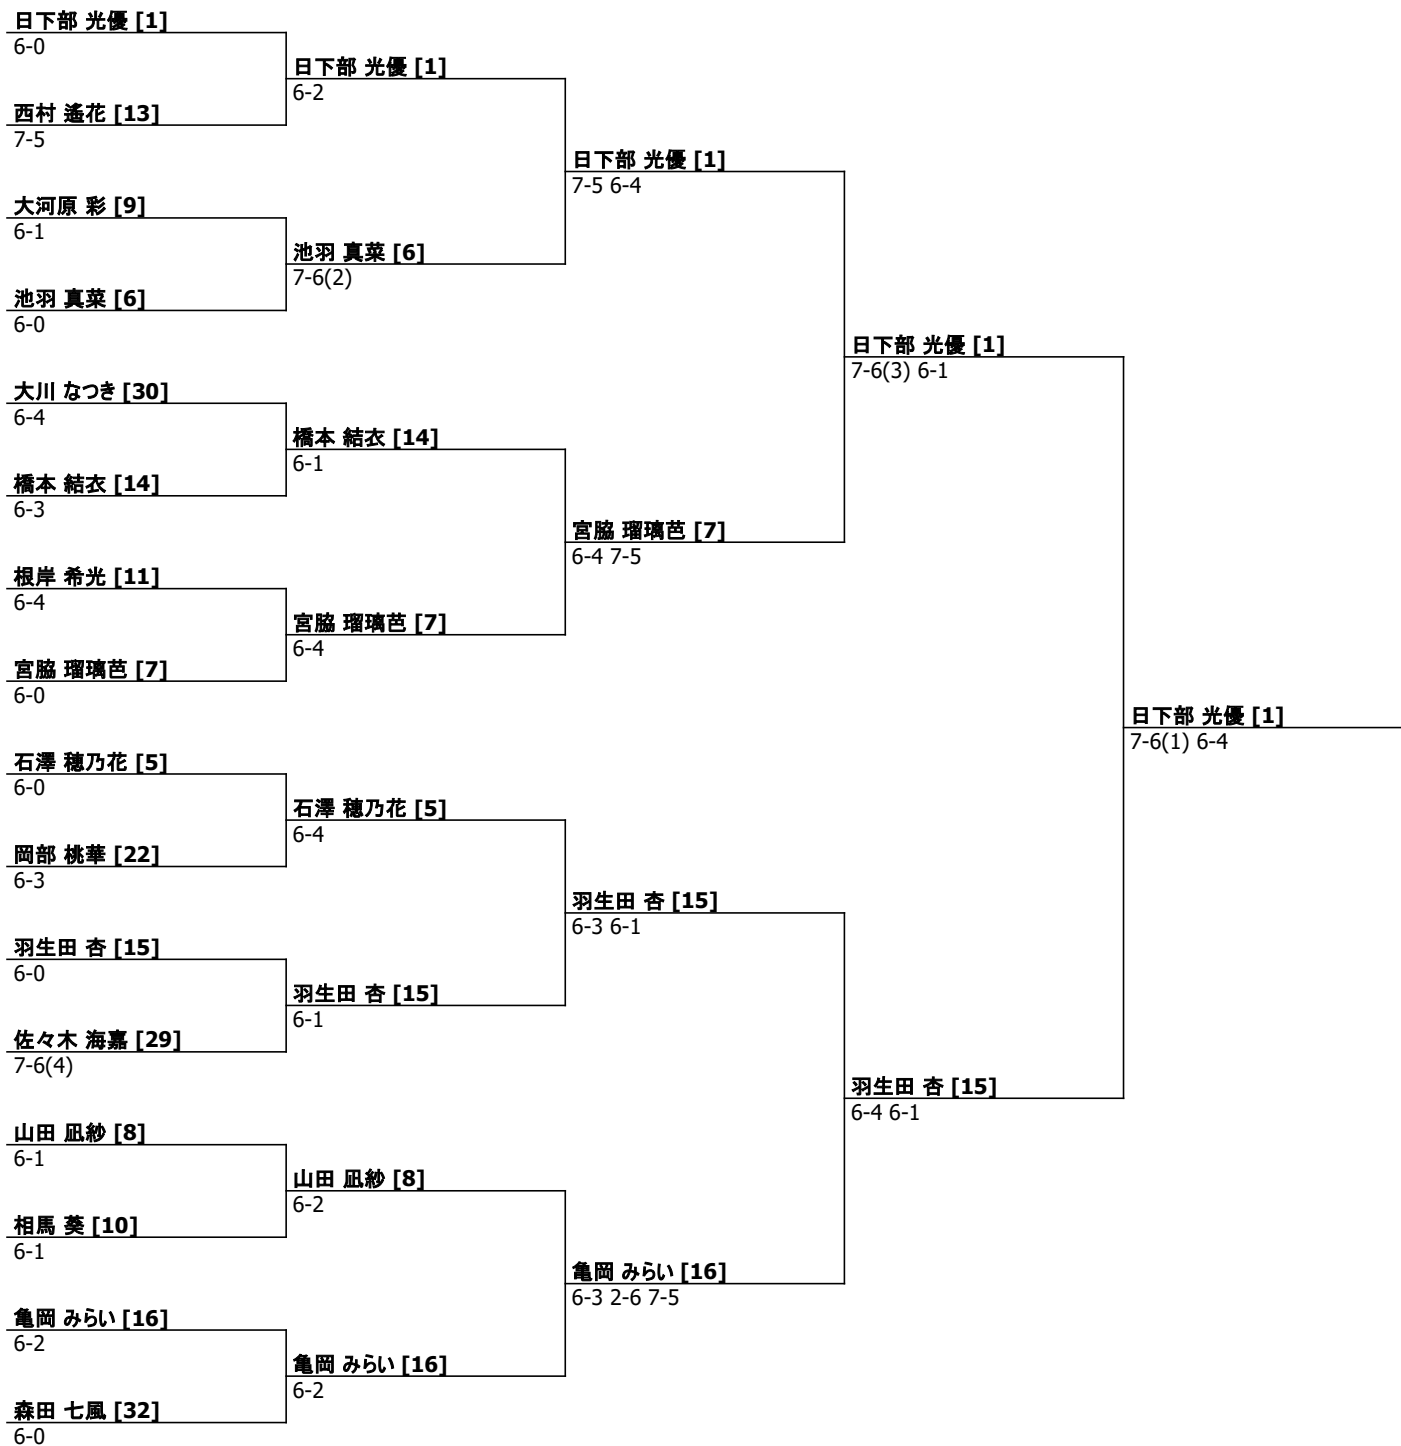 日下部 光優 [1]
6-0
日下部 光優 [1]
6-2
西村 遙花 [13]
7-5
日下部 光優 [1]
7-5 6-4
大河原 彩 [9]
6-1
池羽 真菜 [6]
7-6(2)
池羽 真菜 [6]
6-0
日下部 光優 [1]
7-6(3) 6-1
大川 なつき [30]
6-4
橋本 結衣 [14]
6-1
橋本 結衣 [14]
6-3
宮脇 瑠璃芭 [7]
6-4 7-5
根岸 希光 [11]
6-4
宮脇 瑠璃芭 [7]
6-4
宮脇 瑠璃芭 [7]
6-0
日下部 光優 [1]
7-6(1) 6-4
石澤 穂乃花 [5]
6-0
石澤 穂乃花 [5]
6-4
岡部 桃華 [22]
6-3
羽生田 杏 [15]
6-3 6-1
羽生田 杏 [15]
6-0
羽生田 杏 [15]
6-1
佐々木 海嘉 [29]
7-6(4)
羽生田 杏 [15]
6-4 6-1
山田 凪紗 [8]
6-1
山田 凪紗 [8]
6-2
相馬 葵 [10]
6-1
亀岡 みらい [16]
6-3 2-6 7-5
亀岡 みらい [16]
6-2
亀岡 みらい [16]
6-2
森田 七風 [32]
6-0